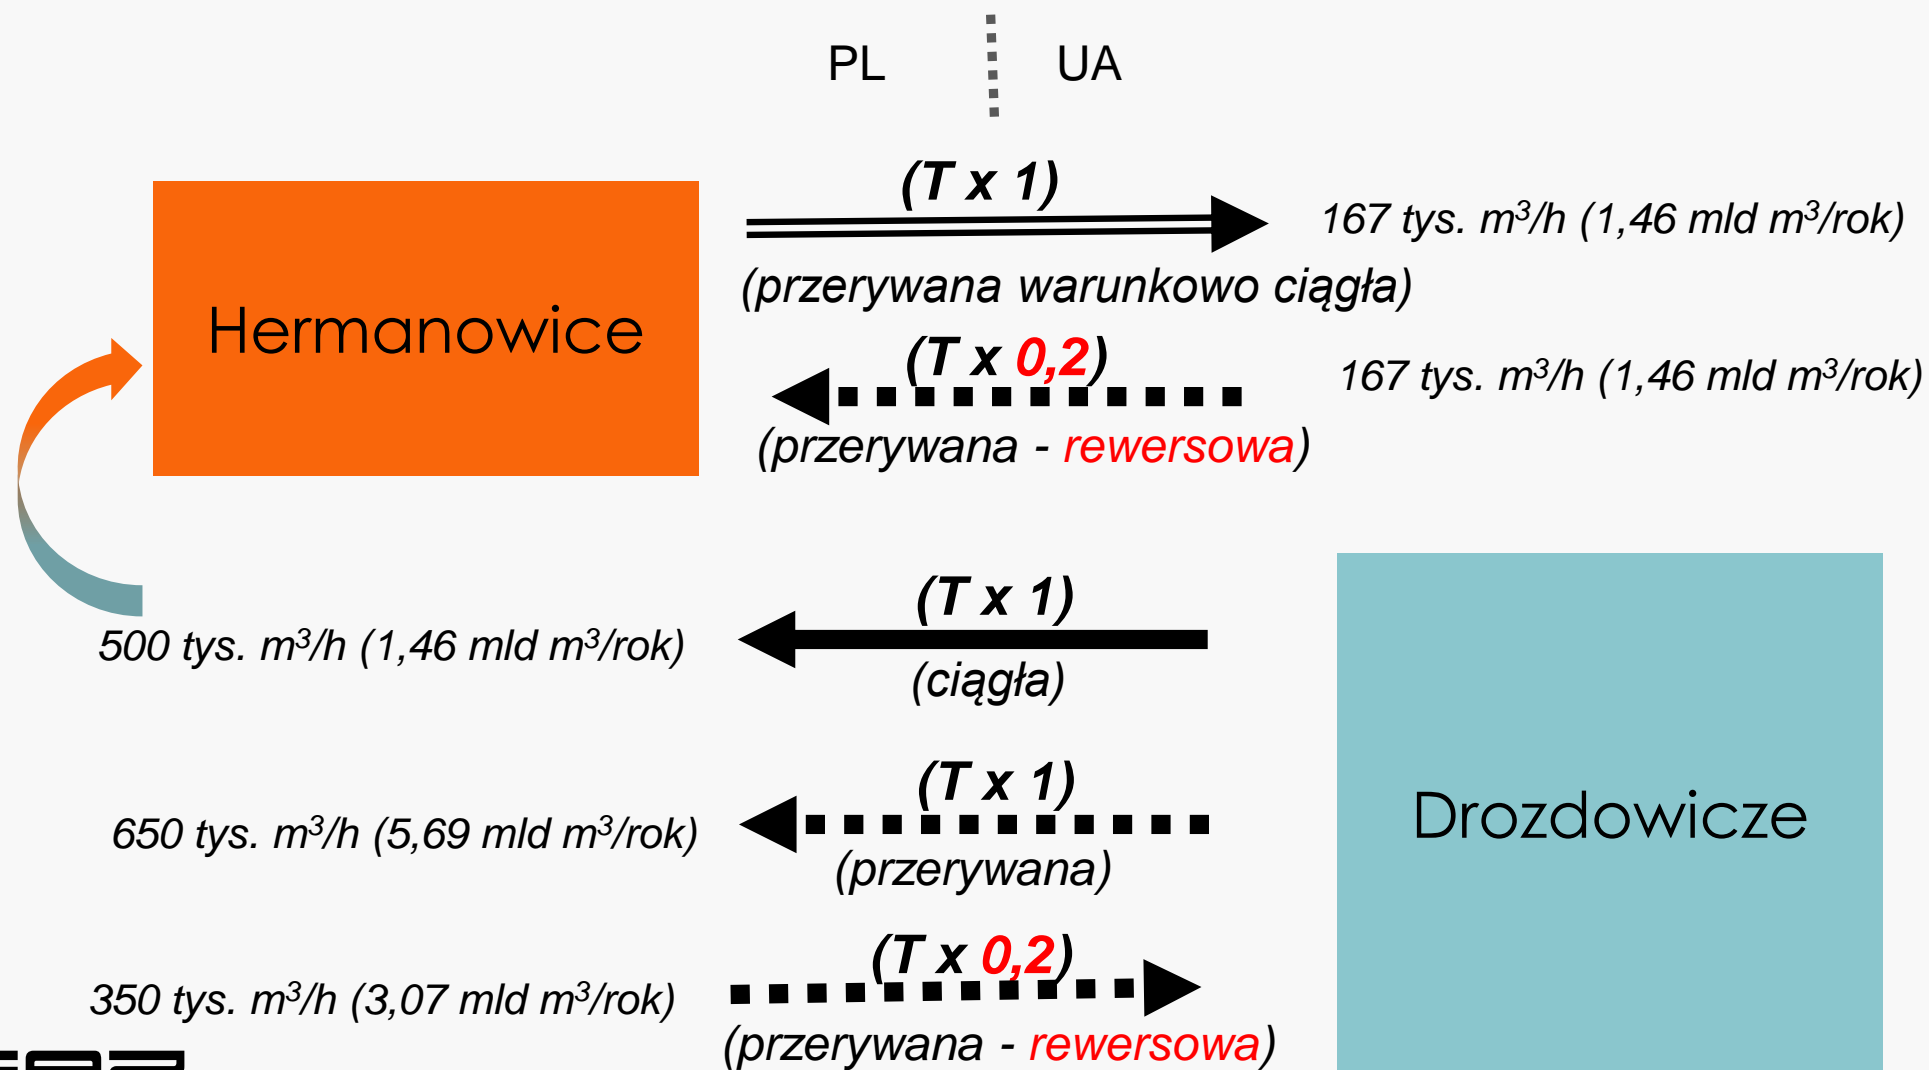 PL
UA
(T x 1)
167 tys. m³/h (1,46 mld m³/rok)
(przerywana warunkowo ciągła)
Hermanowice
(T x 0,2)
167 tys. m³/h (1,46 mld m³/rok)
(przerywana - rewersowa)
(T x 1)
500 tys. m³/h (1,46 mld m³/rok)
(ciągła)
(T x 1)
650 tys. m³/h (5,69 mld m³/rok)
(przerywana)
Drozdowicze
(T x 0,2)
350 tys. m³/h (3,07 mld m³/rok)
(przerywana - rewersowa)